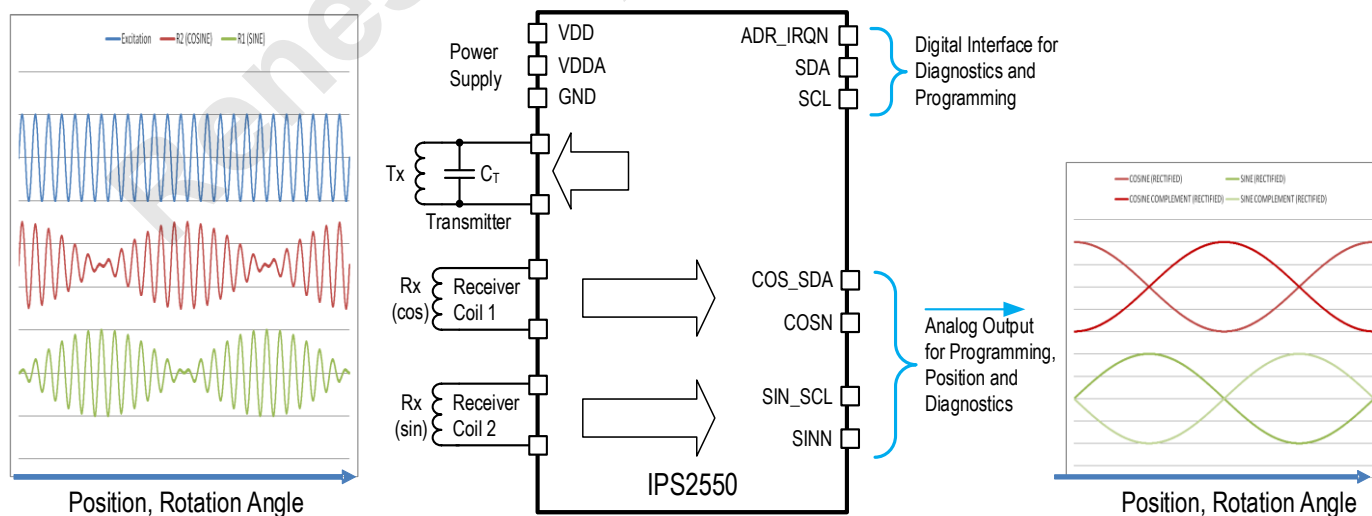 Renes
Excitation R2 (COSINE) R1 (SINE)
Position, Rotation Angle
Power
Supply
VDD
VDDA
GND
Tx
CT
Transmitter
Rx
(cos)
Receiver
Coil 1
Rx
(sin)
Receiver
Coil 2
ADR_IRQN
SDA
SCL
Digital Interface for
Diagnostics and
Programming
COS_SDA
COSN
SIN_SCL
SINN
Analog Output
for Programming,
Position and
Diagnostics
IPS2550
COSINE (RECTIFIED) SINE (RECTIFIED)
COSINE COMPLEMENT (RECTIFIED) SINE COMPLEMENT (RECTIFIED)
Position, Rotation Angle